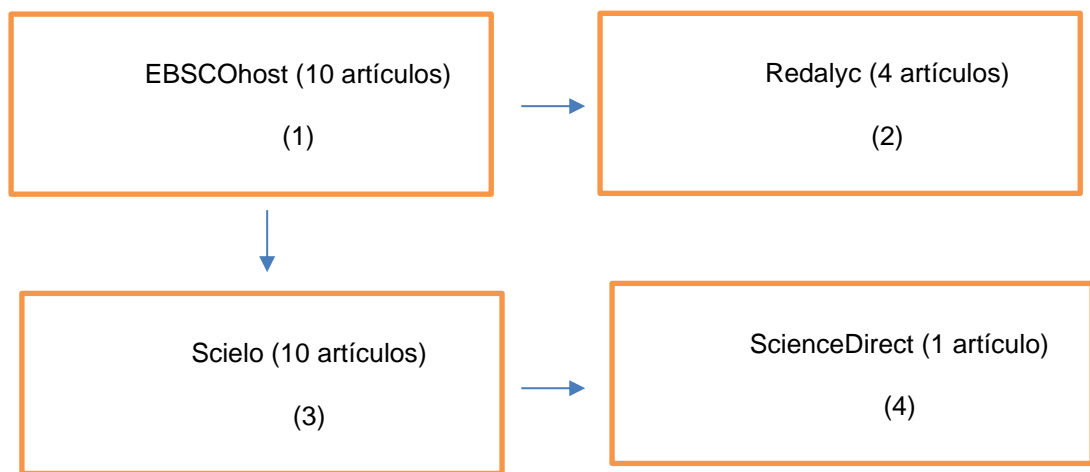 EBSCOhost (10 artículos)
(1)
Redalyc (4 artículos)
(2)
Scielo (10 artículos)
(3)
ScienceDirect (1 artículo)
(4)